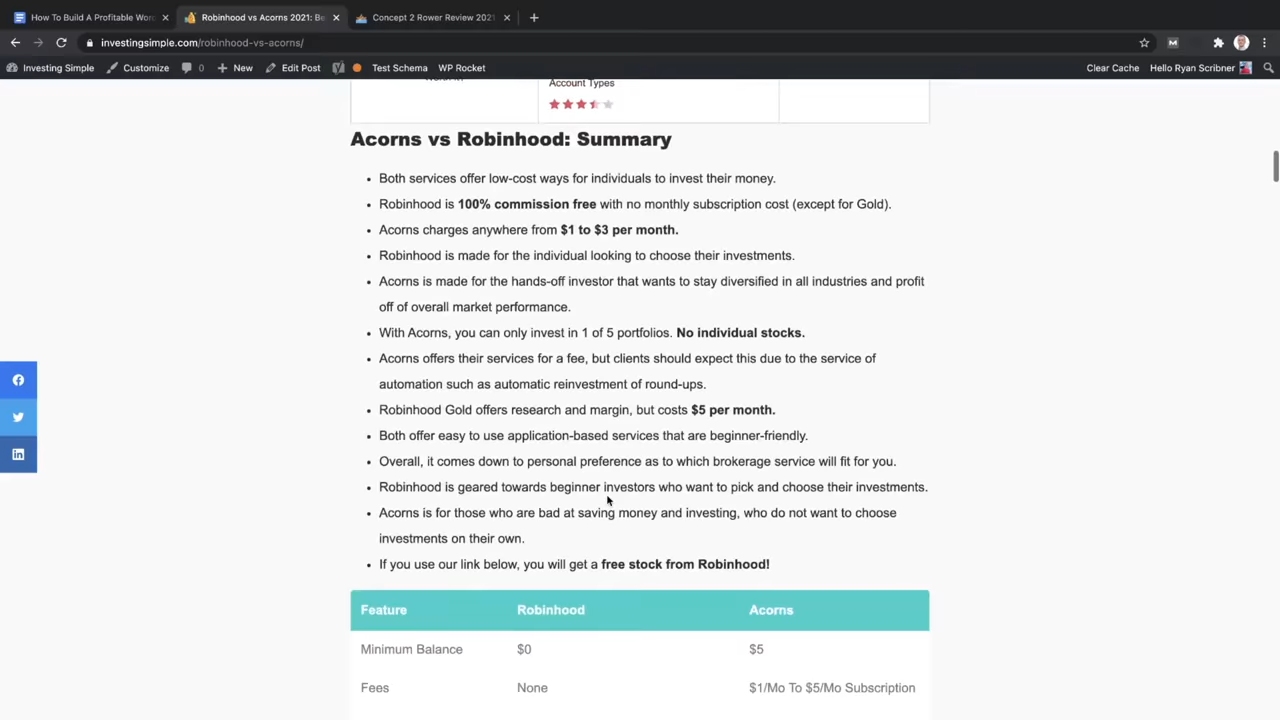 How To Build A Profitable Wor
Robinhood vs Acorns 2021: Be
Concept 2 Rower Review 2021
investingsimple.com/robinhood-vs-acorns/
Investing Simple Customize 0 New Edit Post Test Schema WP Rocket Clear Cache Hello Ryan Scribner
Account Types
Acorns vs Robinhood: Summary
Both services offer low-cost ways for individuals to invest their money.
Robinhood is 100% commission free with no monthly subscription cost (except for Gold).
Acorns charges anywhere from $1 to $3 per month.
Robinhood is made for the individual looking to choose their investments.
Acorns is made for the hands-off investor that wants to stay diversified in all industries and profit
off of overall market performance.
With Acorns, you can only invest in 1 of 5 portfolios. No individual stocks.
Acorns offers their services for a fee, but clients should expect this due to the service of
automation such as automatic reinvestment of round-ups.
Robinhood Gold offers research and margin, but costs $5 per month.
Both offer easy to use application-based services that are beginner-friendly.
Overall, it comes down to personal preference as to which brokerage service will fit for you.
Robinhood is geared towards beginner investors who want to pick and choose their investments.
Acorns is for those who are bad at saving money and investing, who do not want to choose
investments on their own.
If you use our link below, you will get a free stock from Robinhood!
Feature Robinhood Acorns
Minimum Balance $0 $5
Fees None $1/Mo To $5/Mo Subscription